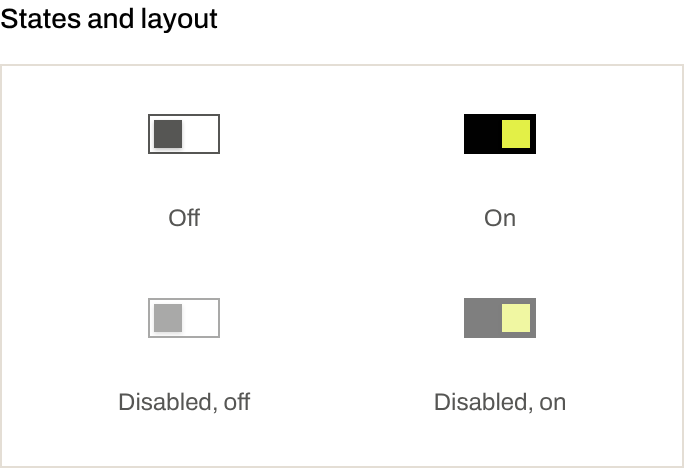 States and layout
Off
On
Disabled, off
Disabled, on